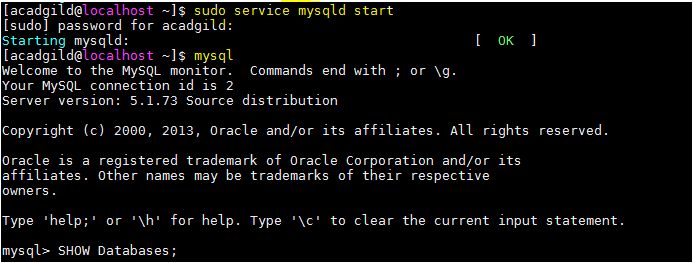 [acadgild@localhost ~]$ sudo service mysqld start
[sudo] password for acadgild:
Starting mysqld: [ OK ]
[acadgild@localhost ~]$ mysql
Welcome to the MySQL monitor.  Commands end with ; or \g.
Your MySQL connection id is 2
Server version: 5.1.73 Source distribution
Copyright (c) 2000, 2013, Oracle and/or its affiliates. All rights reserved.
Oracle is a registered trademark of Oracle Corporation and/or its
affiliates. Other names may be trademarks of their respective
owners.
Type 'help;' or '\h' for help. Type '\c' to clear the current input statement.
mysql> SHOW Databases;